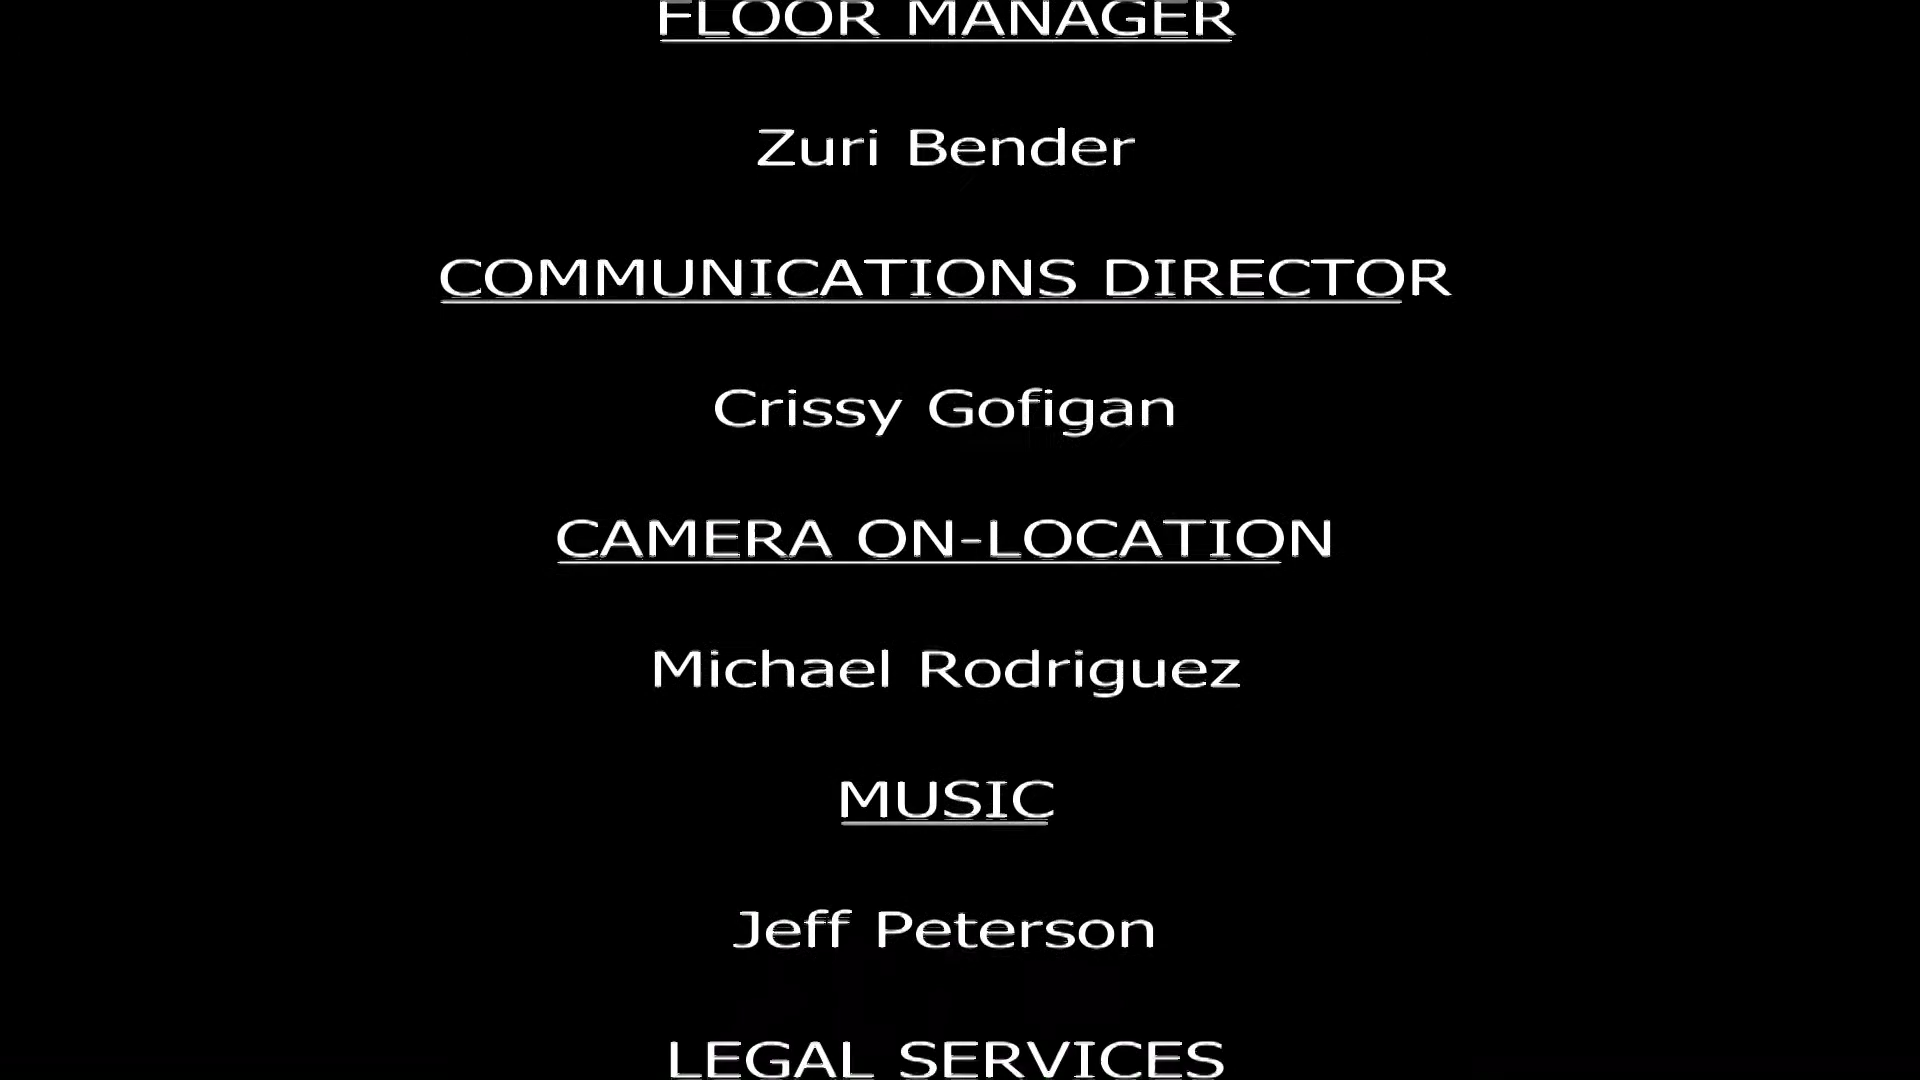 FLOOR MANAGER
Zuri Bender
COMMUNICATIONS DIRECTOR
Crissy Gofigan
CAMERA ON-LOCATION
Michael Rodriguez
MUSIC
Jeff Peterson
LEGAL SERVICES